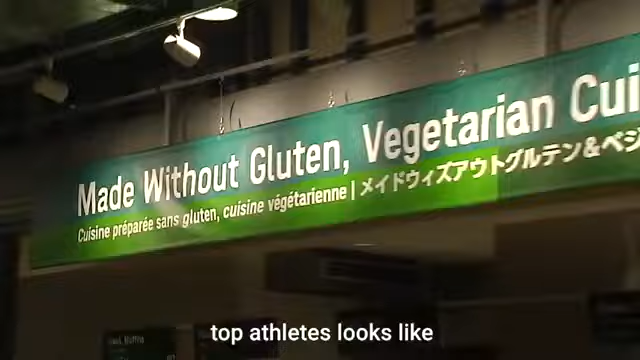 Made Without Gluten, Vegetarian Cui
Cuisine préparée sans gluten, cuisine végétarienne | メイドウィズアウトグルテン&ベジ
top athletes looks like